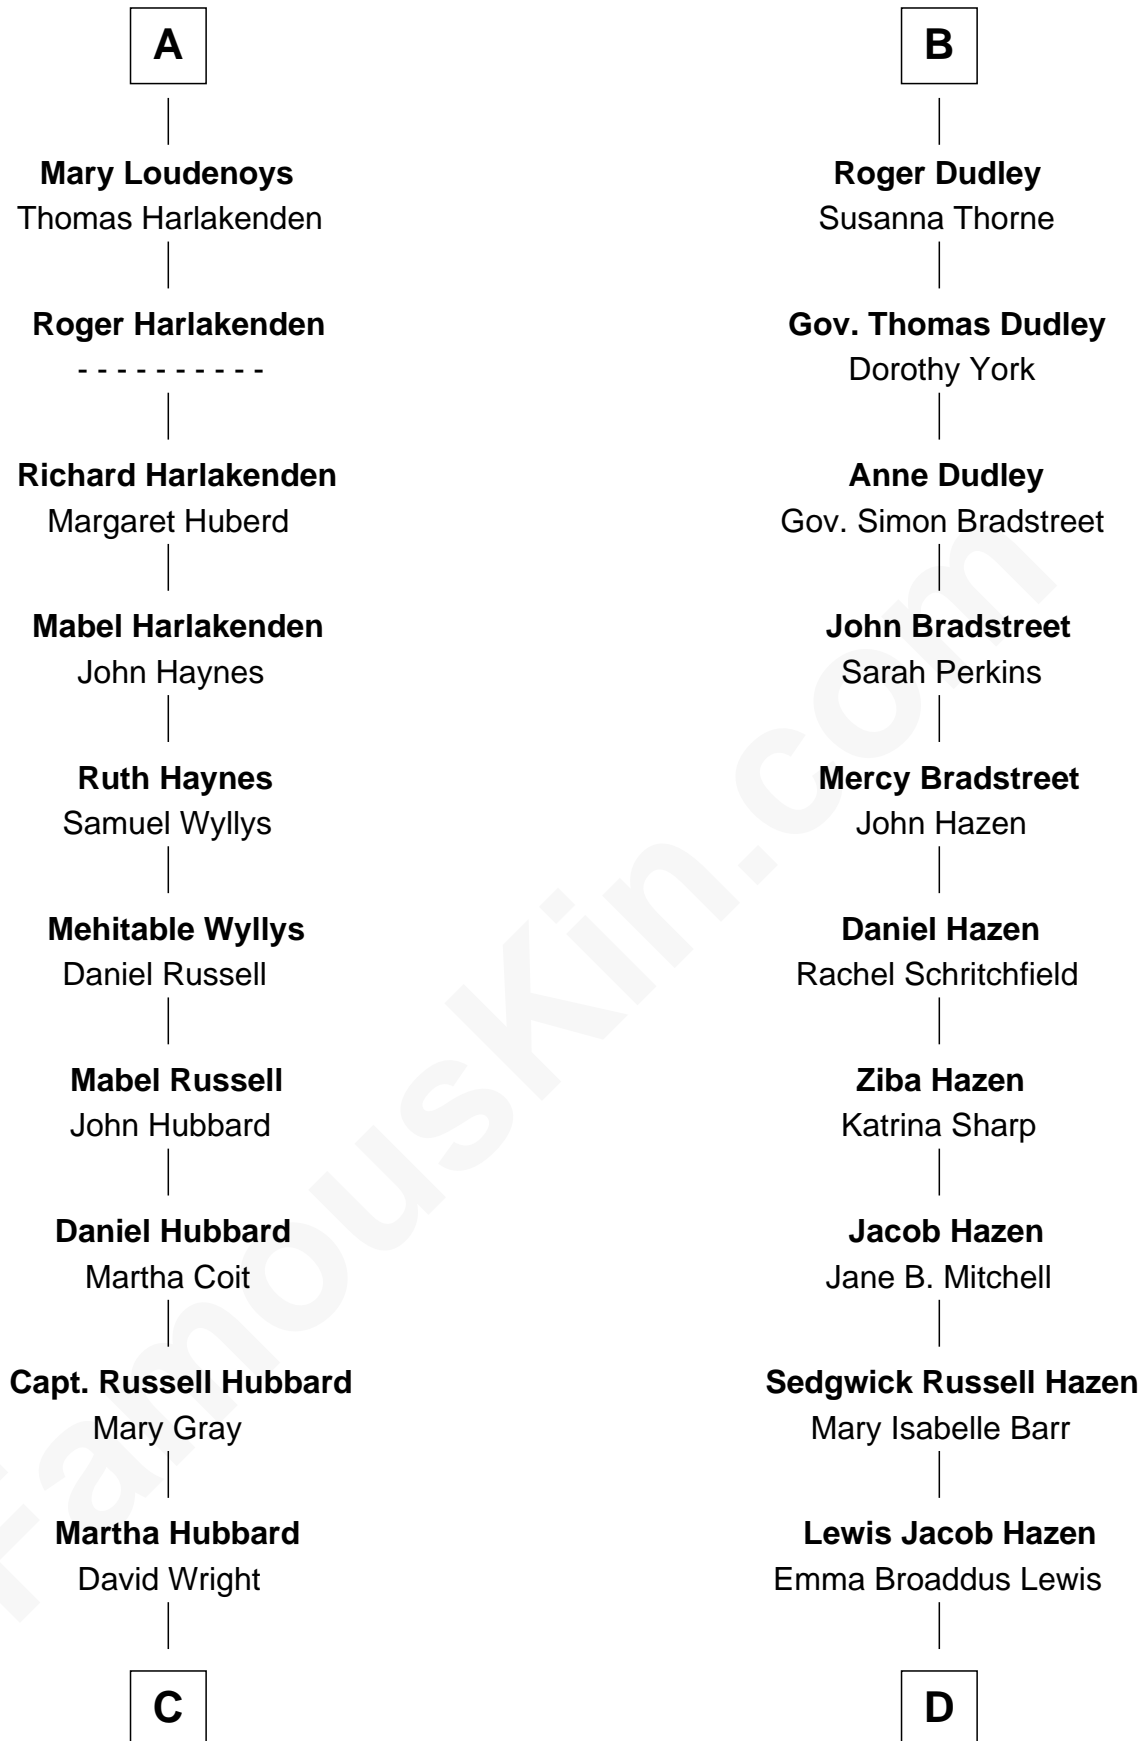 A
Mary Loudenoys
Thomas Harlakenden
Roger Harlakenden
- - - - - - - - - -
Richard Harlakenden
Margaret Huberd
Mabel Harlakenden
John Haynes
Ruth Haynes
Samuel Wyllys
Mehitable Wyllys
Daniel Russell
Mabel Russell
John Hubbard
Daniel Hubbard
Martha Coit
Capt. Russell Hubbard
Mary Gray
Martha Hubbard
David Wright
C
B
Roger Dudley
Susanna Thorne
Gov. Thomas Dudley
Dorothy York
Anne Dudley
Gov. Simon Bradstreet
John Bradstreet
Sarah Perkins
Mercy Bradstreet
John Hazen
Daniel Hazen
Rachel Schritchfield
Ziba Hazen
Katrina Sharp
Jacob Hazen
Jane B. Mitchell
Sedgwick Russell Hazen
Mary Isabelle Barr
Lewis Jacob Hazen
Emma Broaddus Lewis
D
FamousKin.com